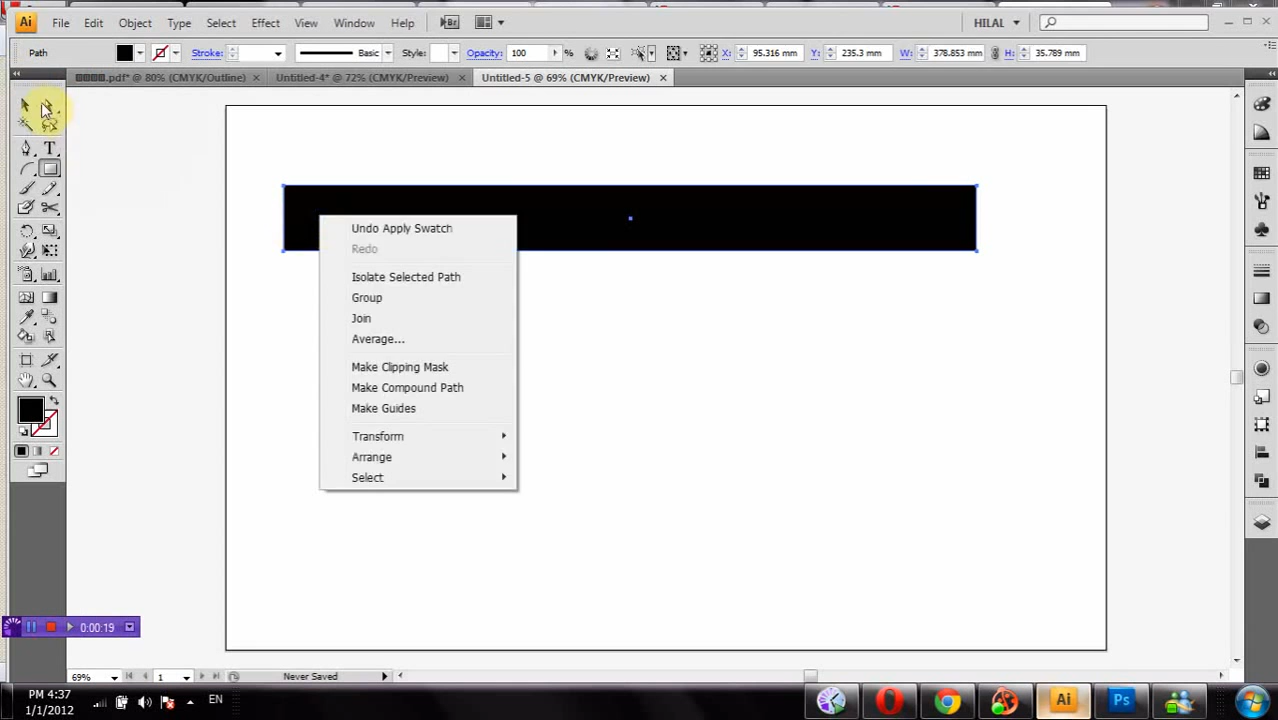 Ai File Edit Object Type Select Effect View Window Help Br HILAL
Path Stroke: Basic Style: Opacity: 100 % X: 95.316 mm Y: 235.3 mm W: 378.853 mm H: 35.789 mm
.pdf* @ 80% (CMYK/Outline) Untitled-4* @ 72% (CMYK/Preview) Untitled-5 @ 69% (CMYK/Preview)
T
Undo Apply Swatch
Redo
Isolate Selected Path
Group
Join
Average...
Make Clipping Mask
Make Compound Path
Make Guides
Transform
Arrange
Select
0:00:19
69% 1 Never Saved
PM 4:37
1/1/2012
EN
Ai
Ps